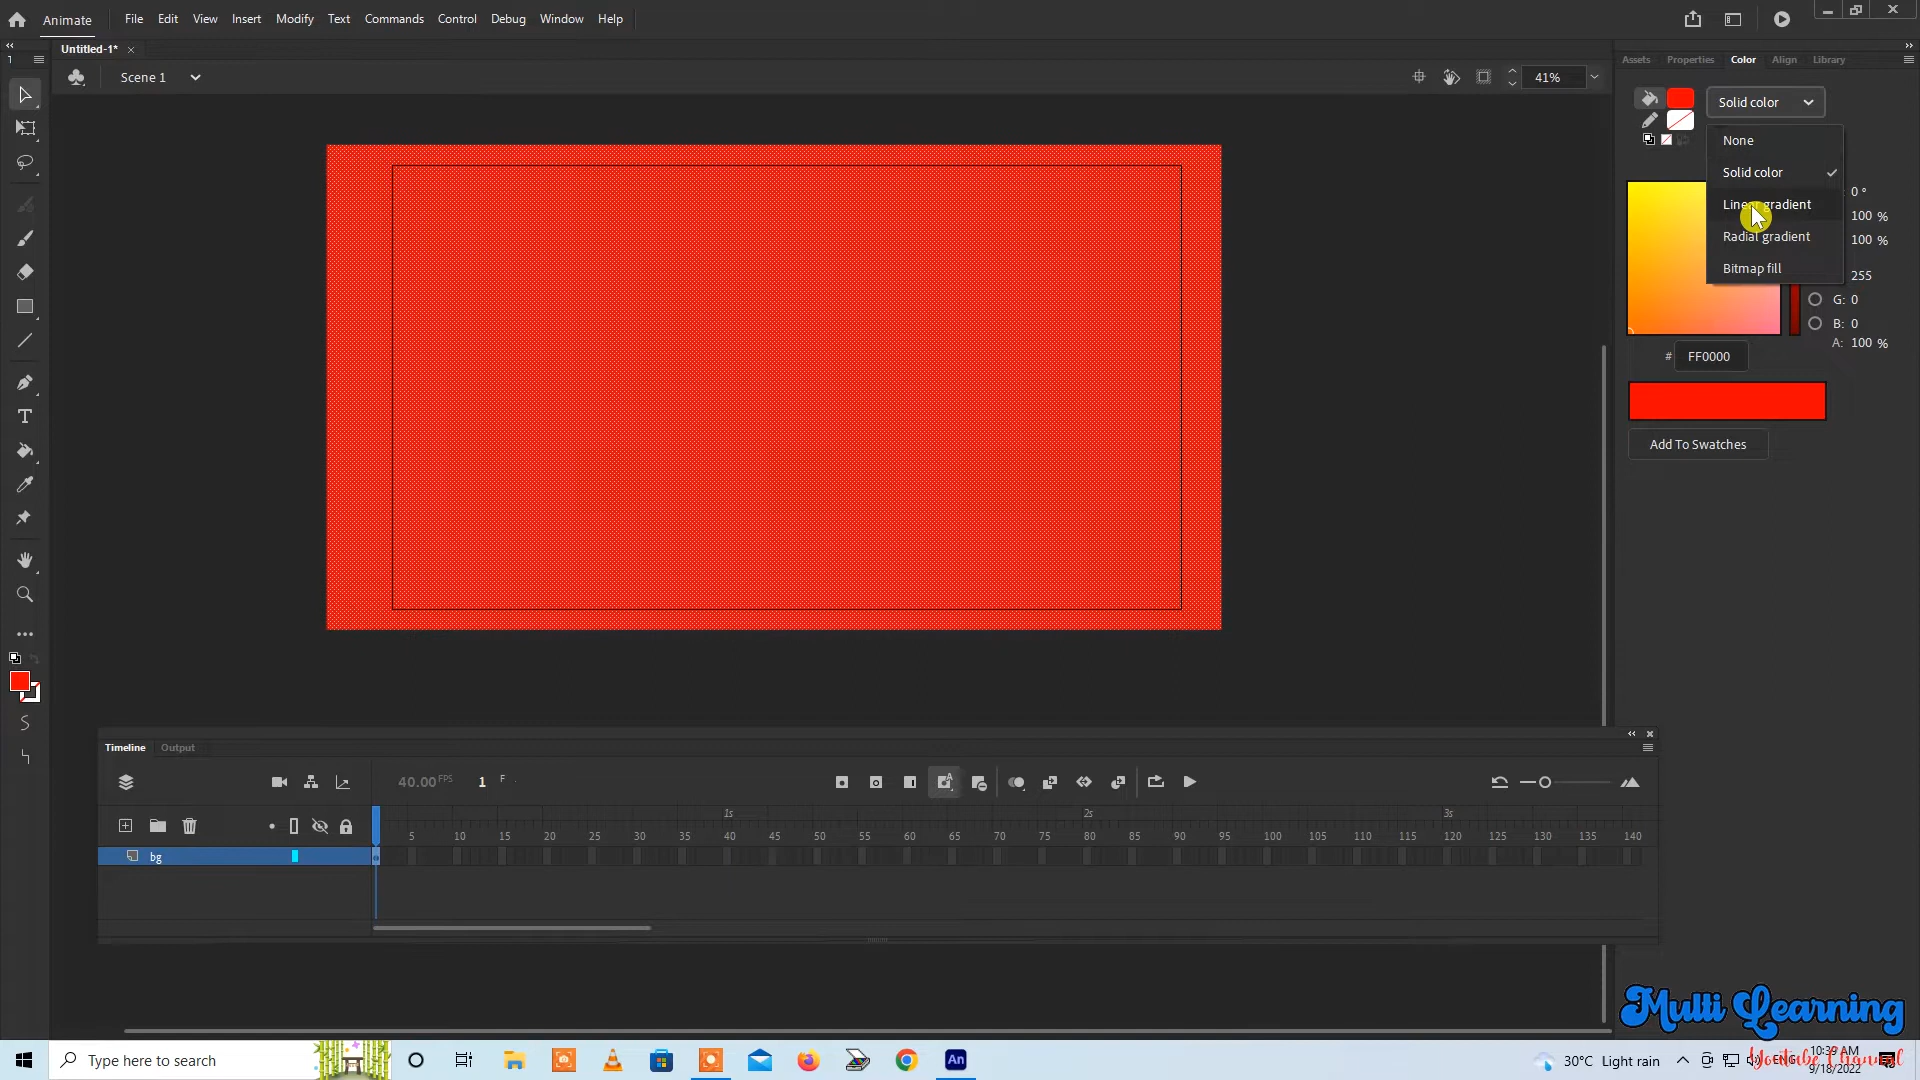 Animate File Edit View Insert Modify Text Commands Control Debug Window Help
Untitled-1*
1
Scene 1
41%
Assets Properties Color Align Library
Solid color
None
Solid color
Linear gradient
Radial gradient
Bitmap fill
0 °
100 %
100 %
255
G: 0
B: 0
A: 100 %
# FF0000
Add To Swatches
Timeline Output
40.00 FPS 1 F
1s 2s 3s
5 10 15 20 25 30 35 40 45 50 55 60 65 70 75 80 85 90 95 100 105 110 115 120 125 130 135 140
bg
Multi Learning
Youtube Channel
Type here to search
An
30°C Light rain
ENG
10:39 AM
9/18/2022